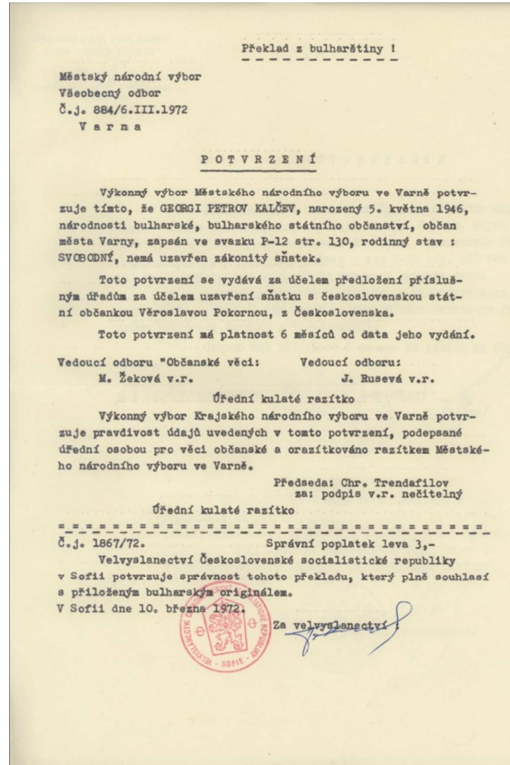 Překlad z bulharštiny !
Městský národní výbor
Všeobecný odbor
Č.j. 884/6.III.1972
V a r n a
P O T V R Z E N Í
Výkonný výbor Městského národního výboru ve Varně potvr-
zuje tímto, že GEORGI PETROV KALČEV, narozený 5. května 1946,
národnosti bulharské, bulharského státního občanství, občan
města Varny, zapsán ve svazku P-12 str. 130, rodinný stav :
SVOBODNÍ, nemá uzavřen zákonitý sňatek.
Toto potvrzení se vydává za účelem předložení přísluš-
ným úřadům za účelem uzavření sňatku s československou stát-
ní občankou Věroslavou Pokornou, z Československa.
Toto potvrzení má platnost 6 měsíců od data jeho vydání.
Vedoucí odboru "Občanské věci: Vedoucí odboru:
M. Žeková v.r. J. Rusevá v.r.
Úřední kulaté razítko
Výkonný výbor Krajského národního výboru ve Varně potvr-
zuje pravdivost údajů uvedených v tomto potvrzení, podepsané
úřední osobou pro věci občanské a orazítkováno razítkem Městské-
ho národního výboru ve Varně.
Předseda: Chr. Trendafilov
za: podpis v.r. nečitelný
Úřední kulaté razítko
Č.j. 1867/72. Správní poplatek leva 3,-
Velvyslanectví Československé socialistické republiky
v Sofii potvrzuje správnost tohoto překladu, který plně souhlasí
s přiloženým bulharským originálem.
V Sofii dne 10. března 1972.
Za velvyslanectví :
SOFIE